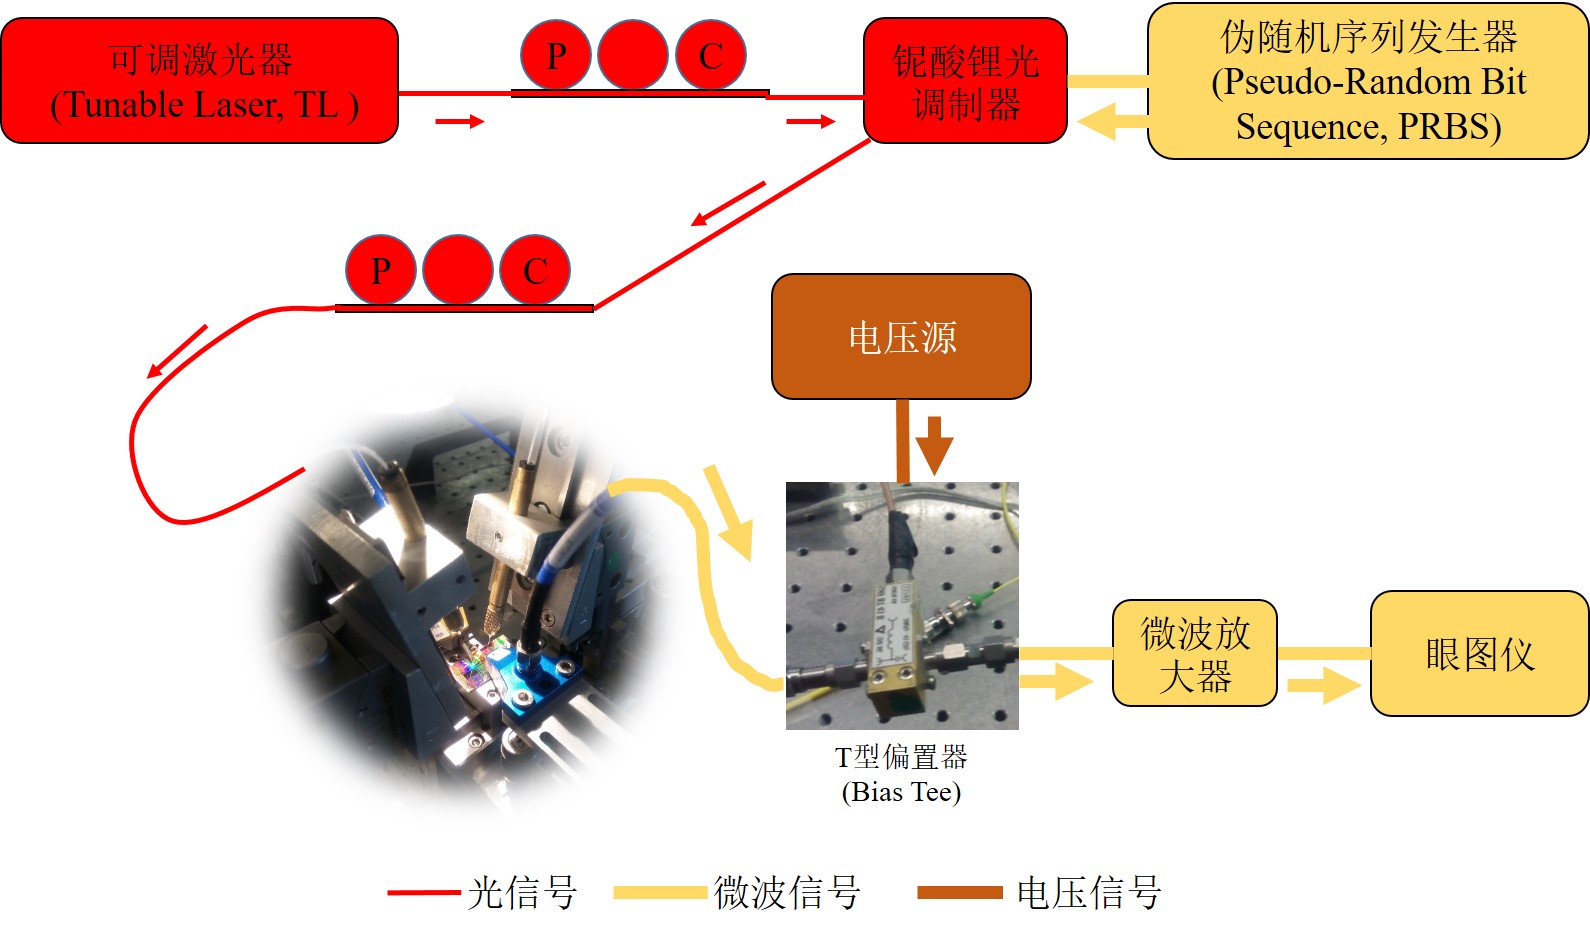 可调激光器
(Tunable Laser, TL )
P
C
铌酸锂光
调制器
伪随机序列发生器
(Pseudo-Random Bit
Sequence, PRBS)
P
C
电压源
T型偏置器
(Bias Tee)
微波放
大器
眼图仪
光信号
微波信号
电压信号